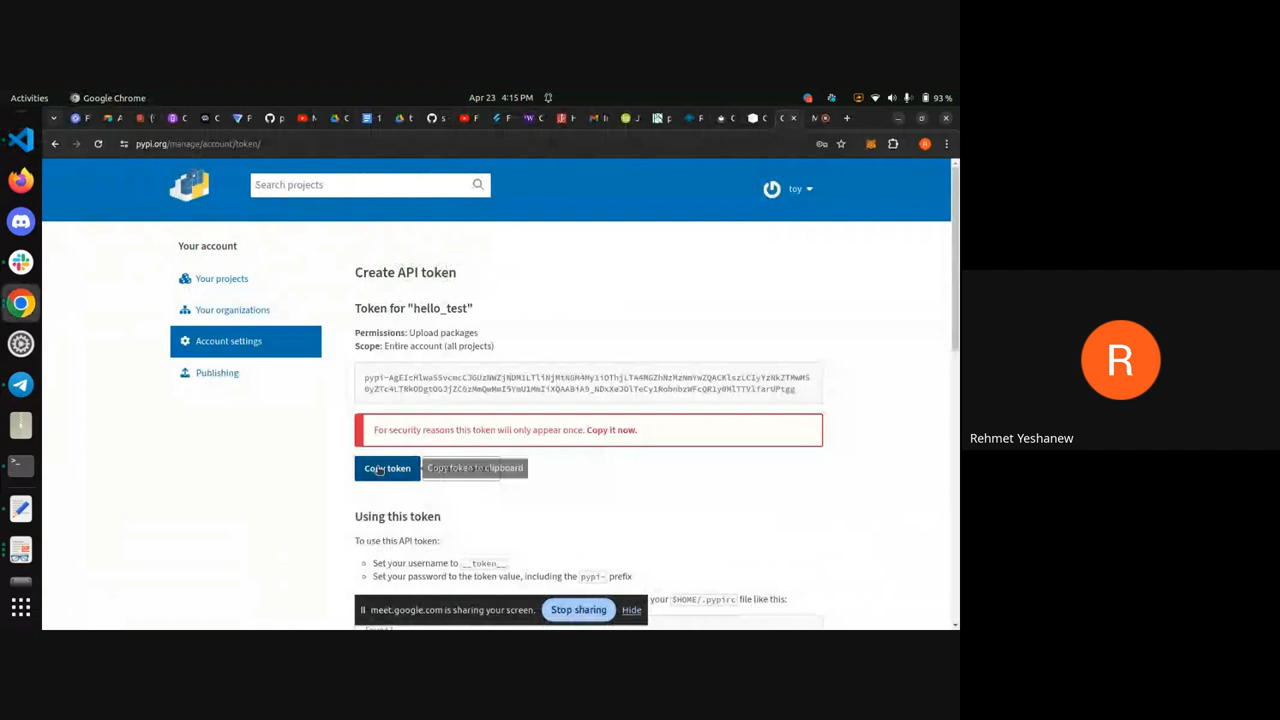 Activities
Google Chrome
Apr 23 4:15 PM
93 %
pypi.org/manage/account/token/
Search projects
toy
Your account
Your projects
Your organizations
Account settings
Publishing
Create API token
Token for "hello_test"
Permissions: Upload packages
Scope: Entire account (all projects)
For security reasons this token will only appear once. Copy it now.
Copy token
Copy token to clipboard
Using this token
To use this API token:
Set your username to __token__
Set your password to the token value, including the pypi- prefix
your $HOME/.pypirc file like this:
meet.google.com is sharing your screen.
Stop sharing
Hide
R
Rehmet Yeshanew